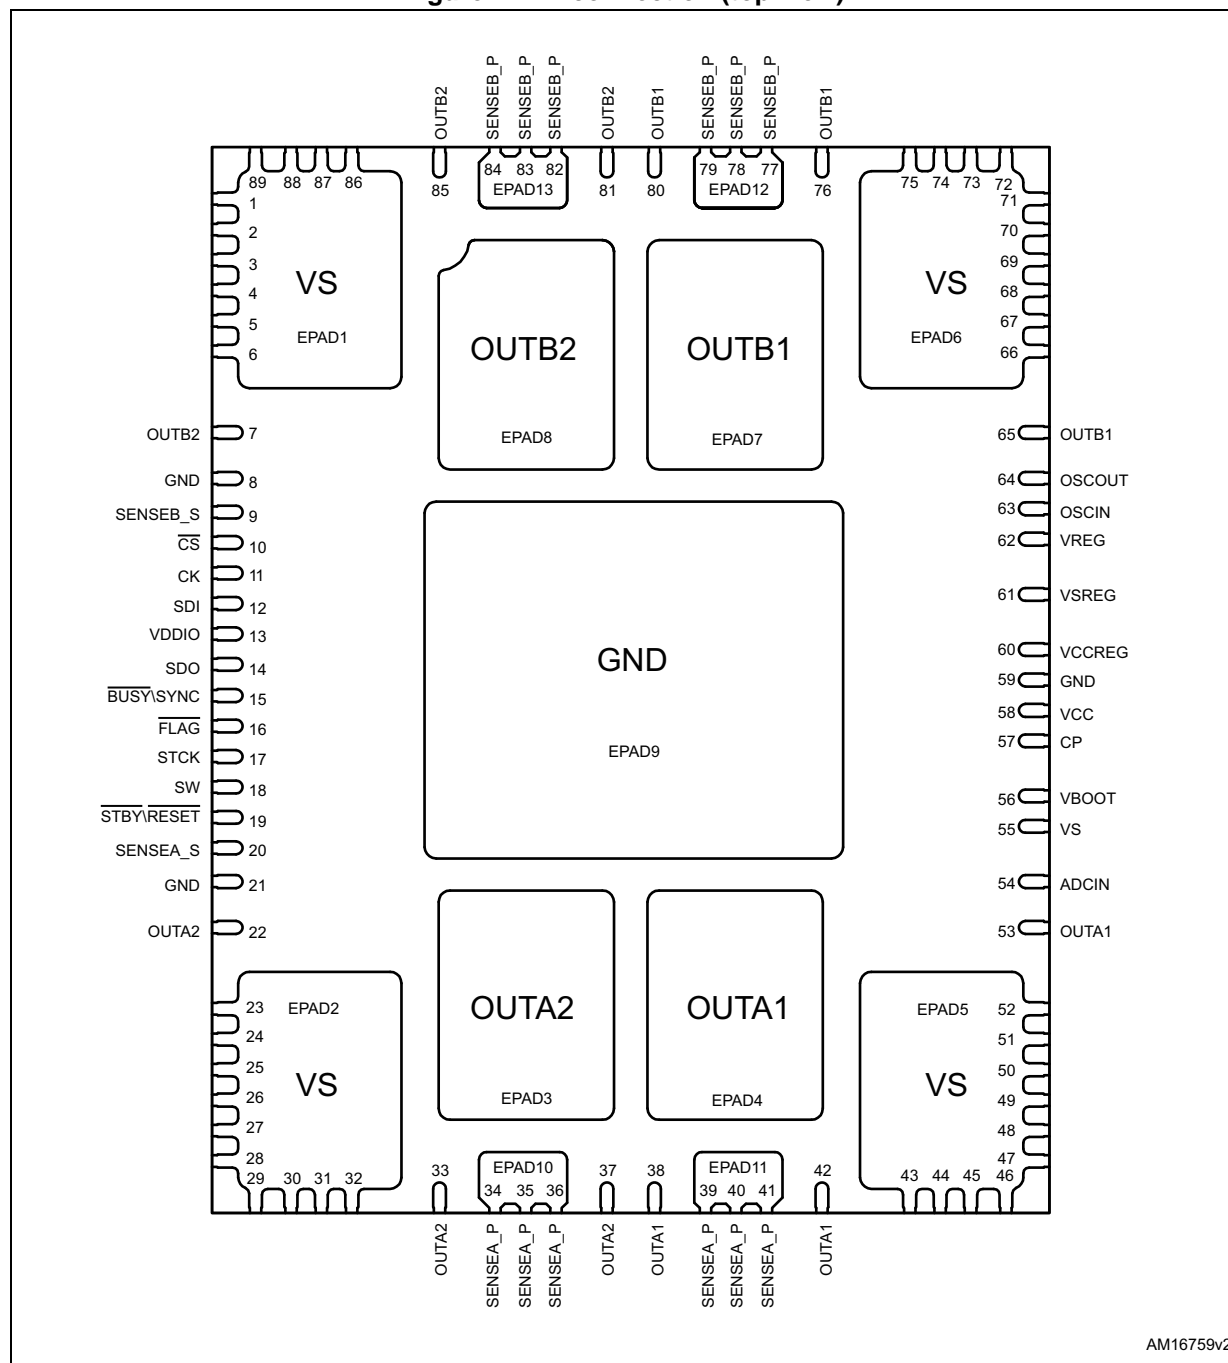 SENSEB_P SENSEB_P SENSEB_P SENSEB_P SENSEB_P SENSEB_P
OUTB2 OUTB2 OUTB1 OUTB1
89 88 87 86 85 84 83 82 81 80 79 78 77 76 75 74 73 72
EPAD13 EPAD12
1 71
2 70
3 69
VS VS
4 68
5 67
EPAD1 EPAD6
OUTB2 OUTB1
6 66
OUTB2 7 EPAD8 EPAD7 65 OUTB1
GND 8 64 OSCOUT
SENSEB_S 9 63 OSCIN
CS 10 62 VREG
CK 11
SDI 12 61 VSREG
VDDIO 13
SDO 14 GND 60 VCCREG
59 GND
BUSY\SYNC 15
58 VCC
FLAG 16
57 CP
STCK 17 EPAD9
SW 18 56 VBOOT
STBY\RESET 19 55 VS
SENSEA_S 20
GND 21 54 ADCIN
OUTA2 22 53 OUTA1
23 EPAD2 OUTA2 OUTA1 EPAD5 52
24 51
25 50
VS VS
26 EPAD3 EPAD4 49
27 48
28 47
EPAD10 EPAD11
29 30 31 32 33 34 35 36 37 38 39 40 41 42 43 44 45 46
OUTA2 OUTA2 OUTA1 OUTA1
SENSEA_P SENSEA_P SENSEA_P SENSEA_P SENSEA_P SENSEA_P
AM16759v2